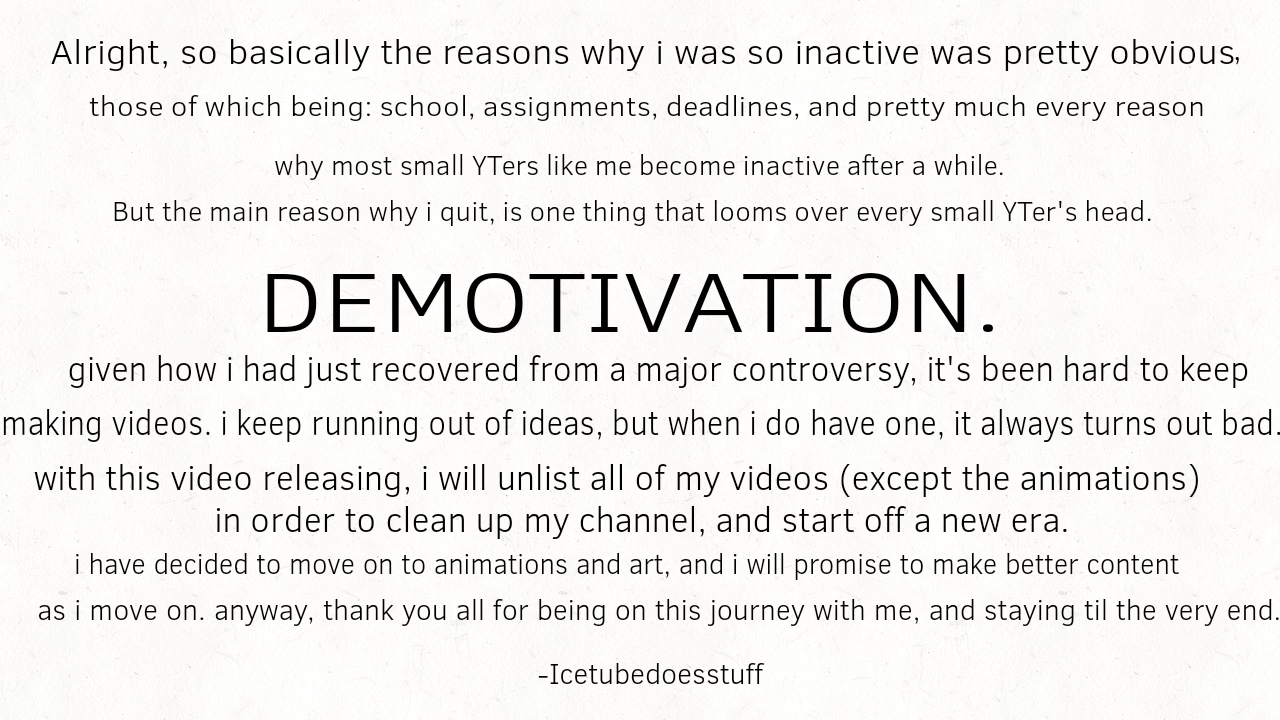 Alright, so basically the reasons why i was so inactive was pretty obvious,
those of which being: school, assignments, deadlines, and pretty much every reason
why most small YTers like me become inactive after a while.
But the main reason why i quit, is one thing that looms over every small YTer's head.
DEMOTIVATION.
given how i had just recovered from a major controversy, it's been hard to keep
making videos. i keep running out of ideas, but when i do have one, it always turns out bad.
with this video releasing, i will unlist all of my videos (except the animations)
in order to clean up my channel, and start off a new era.
i have decided to move on to animations and art, and i will promise to make better content
as i move on. anyway, thank you all for being on this journey with me, and staying til the very end.
-Icetubedoesstuff